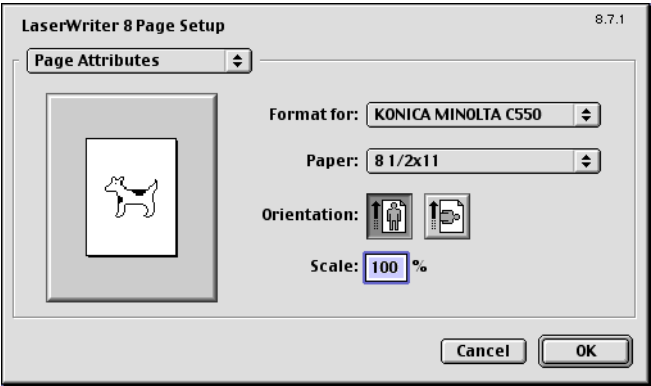 LaserWriter 8 Page Setup
8.7.1
Page Attributes
Format for: KONICA MINOLTA C550
Paper: 8 1/2x11
Orientation:
Scale: 100 %
Cancel OK